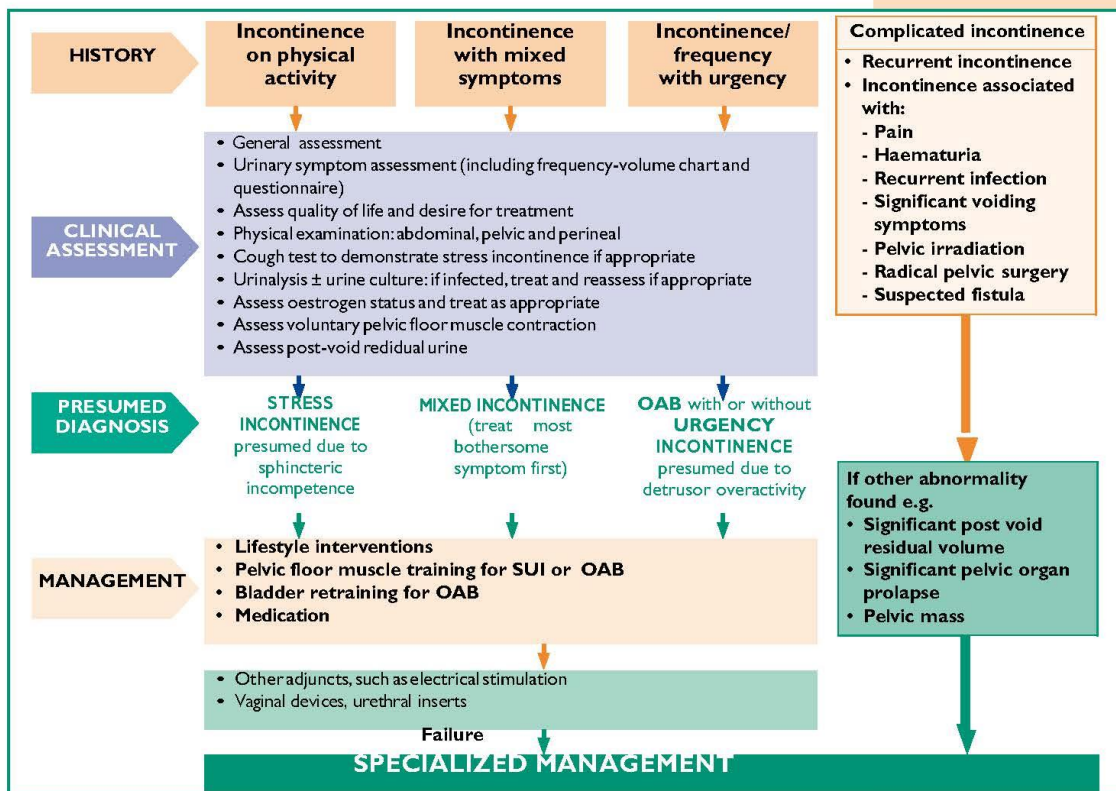 HISTORY
Incontinence
on physical
activity
Incontinence
with mixed
symptoms
Incontinence/
frequency
with urgency
CLINICAL
ASSESSMENT
• General assessment
• Urinary symptom assessment (including frequency-volume chart and
questionnaire)
• Assess quality of life and desire for treatment
• Physical examination: abdominal, pelvic and perineal
• Cough test to demonstrate stress incontinence if appropriate
• Urinalysis ± urine culture: if infected, treat and reassess if appropriate
• Assess oestrogen status and treat as appropriate
• Assess voluntary pelvic floor muscle contraction
• Assess post-void redidual urine
PRESUMED
DIAGNOSIS
STRESS
INCONTINENCE
presumed due to
sphincteric
incompetence
MIXED INCONTINENCE
(treat most
bothersome
symptom first)
OAB with or without
URGENCY
INCONTINENCE
presumed due to
detrusor overactivity
MANAGEMENT
• Lifestyle interventions
• Pelvic floor muscle training for SUI or OAB
• Bladder retraining for OAB
• Medication
• Other adjuncts, such as electrical stimulation
• Vaginal devices, urethral inserts
Failure
Complicated incontinence
• Recurrent incontinence
• Incontinence associated
with:
- Pain
- Haematuria
- Recurrent infection
- Significant voiding
symptoms
- Pelvic irradiation
- Radical pelvic surgery
- Suspected fistula
If other abnormality
found e.g.
• Significant post void
residual volume
• Significant pelvic organ
prolapse
• Pelvic mass
SPECIALIZED MANAGEMENT